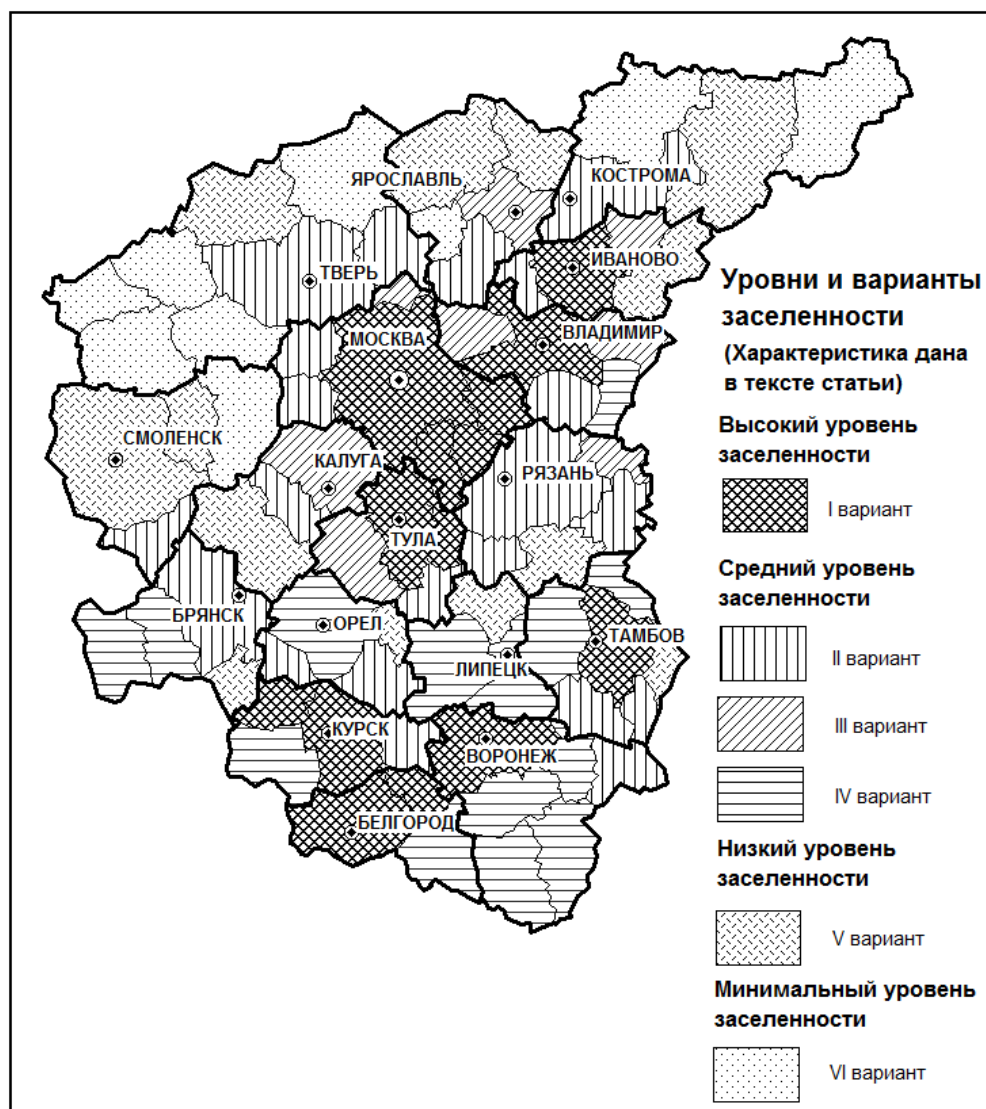 ЯРОСЛАВЛЬ
КОСТРОМА
ТВЕРЬ
ИВАНОВО
МОСКВА
ВЛАДИМИР
СМОЛЕНСК
КАЛУГА
РЯЗАНЬ
ТУЛА
БРЯНСК
ОРЕЛ
ЛИПЕЦК
ТАМБОВ
КУРСК
ВОРОНЕЖ
БЕЛГОРОД
Уровни и варианты
заселенности
(Характеристика дана
в тексте статьи)
Высокий уровень
заселенности
I вариант
Средний уровень
заселенности
II вариант
III вариант
IV вариант
Низкий уровень
заселенности
V вариант
Минимальный уровень
заселенности
VI вариант